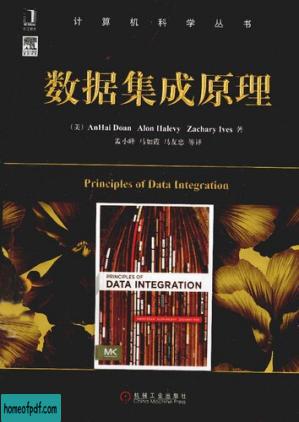 计算机科学丛书
数据集成原理
(美) AnHai Doan Alon Halevy Zachary Ives 著
孟小峰 马如霞 马友忠 等译
Principles of Data Integration
PRINCIPLES OF
DATA INTEGRATION
MK
机械工业出版社
China Machine Press
homeofpdf.com